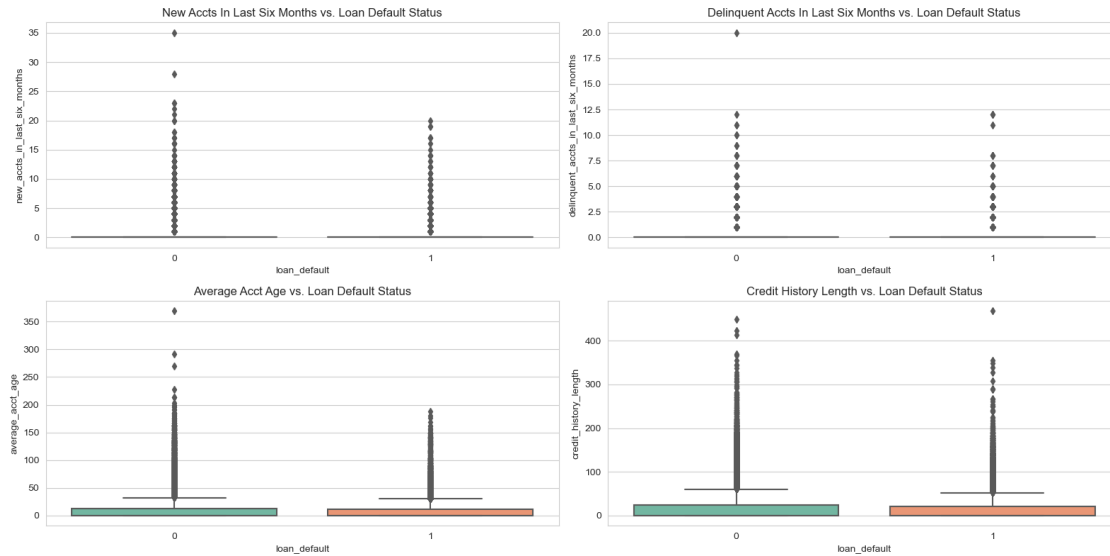 New Accts In Last Six Months vs. Loan Default Status
new_accts_in_last_six_months
35
30
25
20
15
10
5
0
0 1
loan_default
Delinquent Accts In Last Six Months vs. Loan Default Status
delinquent_accts_in_last_six_months
20.0
17.5
15.0
12.5
10.0
7.5
5.0
2.5
0.0
0 1
loan_default
Average Acct Age vs. Loan Default Status
average_acct_age
350
300
250
200
150
100
50
0
0 1
loan_default
Credit History Length vs. Loan Default Status
credit_history_length
400
300
200
100
0
0 1
loan_default